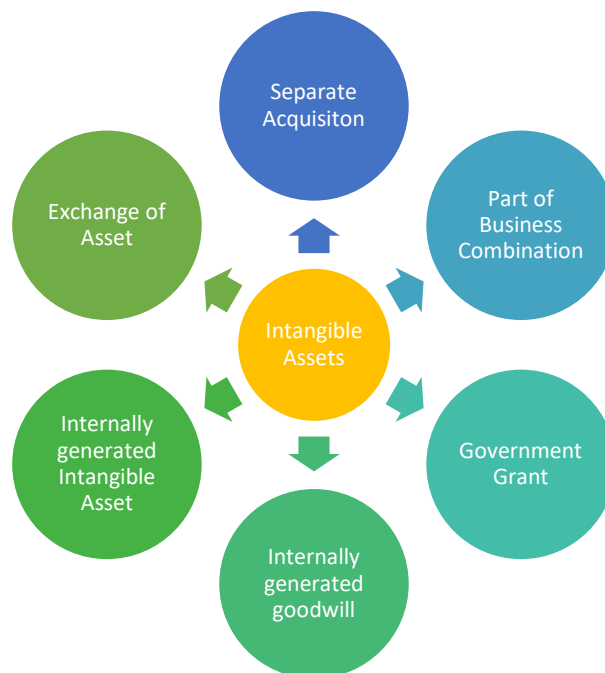 Separate
Acquisiton
Part of
Business
Combination
Government
Grant
Internally
generated
goodwill
Internally
generated
Intangible
Asset
Exchange of
Asset
Intangible
Assets